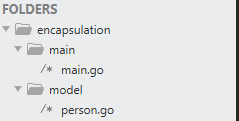 FOLDERS
encapsulation
main
/* main.go
model
/* person.go